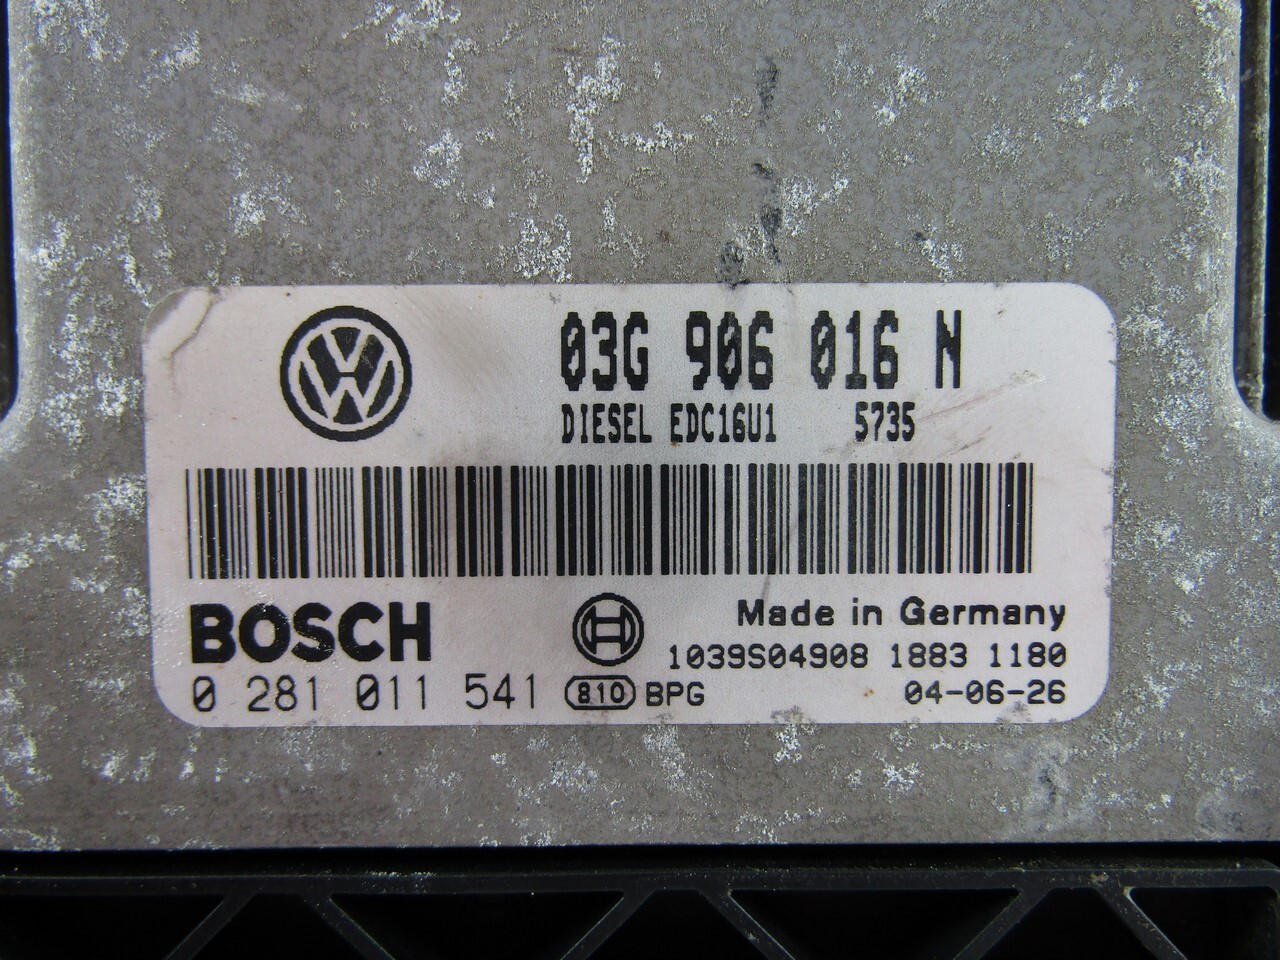 03G 906 016 N
DIESEL EDC16U1 5735
BOSCH
Made in Germany
1039S04908 1883 1180
0 281 011 541 810 BPG 04-06-26